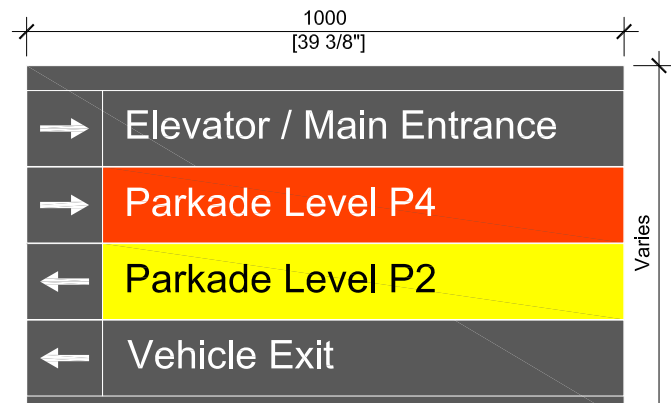 1000
[39 3/8"]
Elevator / Main Entrance
Parkade Level P4
Parkade Level P2
Vehicle Exit
Varies